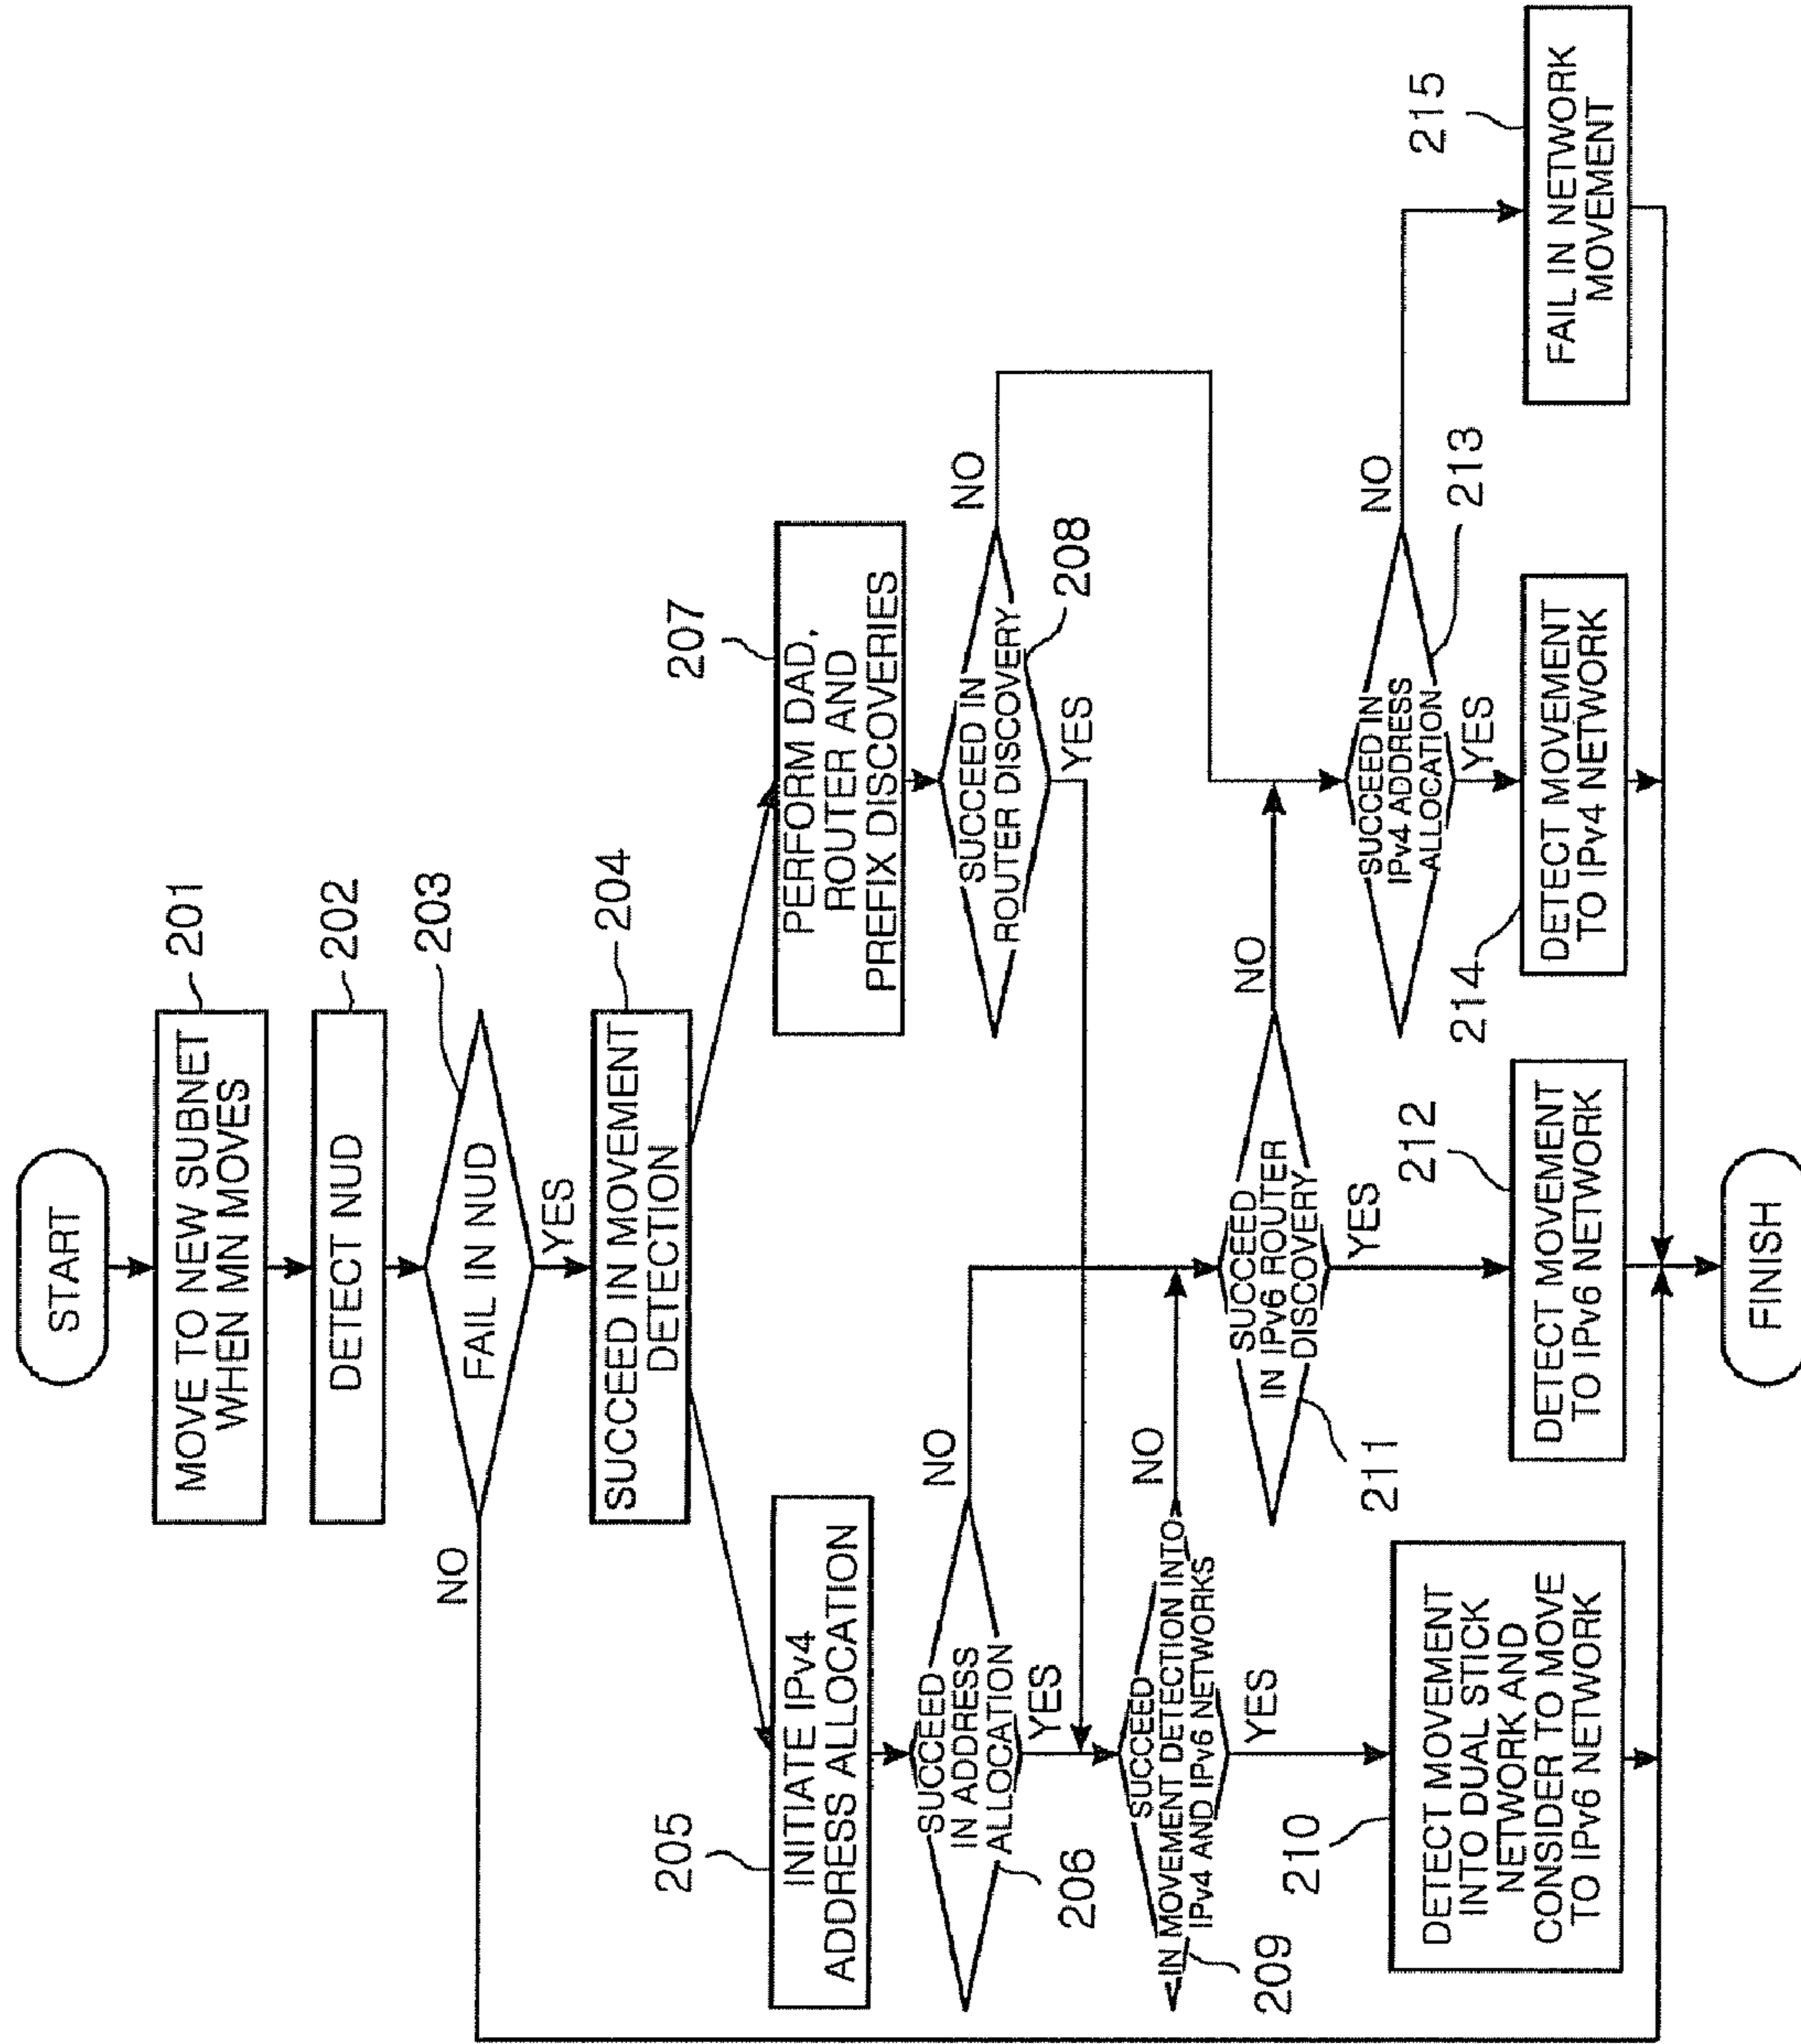 START
MOVE TO NEW SUBNET
WHEN MN MOVES
201
DETECT NUD
202
FAIL IN NUD
203
NO
YES
SUCCEED IN MOVEMENT
DETECTION
204
205
INITIATE IPv4
ADDRESS ALLOCATION
207
PERFORM DAD,
ROUTER AND
PREFIX DISCOVERIES
SUCCEED
IN ADDRESS
ALLOCATION
206
NO
YES
SUCCEED IN
ROUTER DISCOVERY
208
NO
YES
SUCCEED
IN MOVEMENT DETECTION INTO
IPv4 AND IPv6 NETWORKS
209
NO
YES
SUCCEED
IN IPv6 ROUTER
DISCOVERY
211
NO
YES
SUCCEED IN
IPv4 ADDRESS
ALLOCATION
213
NO
YES
210
DETECT MOVEMENT
INTO DUAL STICK
NETWORK AND
CONSIDER TO MOVE
TO IPv6 NETWORK
212
DETECT MOVEMENT
TO IPv6 NETWORK
214
DETECT MOVEMENT
TO IPv4 NETWORK
215
FAIL IN NETWORK
MOVEMENT
FINISH